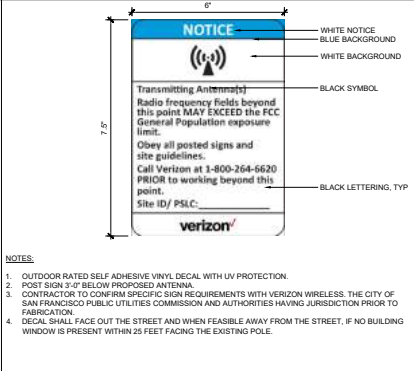 6"
NOTICE
WHITE NOTICE
BLUE BACKGROUND
WHITE BACKGROUND
Transmitting Antenna(s)
BLACK SYMBOL
Radio frequency fields beyond
this point MAY EXCEED the FCC
General Population exposure
limit.
7.5"
Obey all posted signs and
site guidelines.
Call Verizon at 1-800-264-6620
PRIOR to working beyond this
point.
BLACK LETTERING, TYP
Site ID/ PSLC:
verizon
NOTES:
1. OUTDOOR RATED SELF ADHESIVE VINYL DECAL WITH UV PROTECTION.
2. POST SIGN 3'-0" BELOW PROPOSED ANTENNA.
3. CONTRACTOR TO CONFIRM SPECIFIC SIGN REQUIREMENTS WITH VERIZON WIRELESS. THE CITY OF
SAN FRANCISCO PUBLIC UTILITIES COMMISSION AND AUTHORITIES HAVING JURISDICTION PRIOR TO
FABRICATION.
4. DECAL SHALL FACE OUT THE STREET AND WHEN FEASIBLE AWAY FROM THE STREET, IF NO BUILDING
WINDOW IS PRESENT WITHIN 25 FEET FACING THE EXISTING POLE.